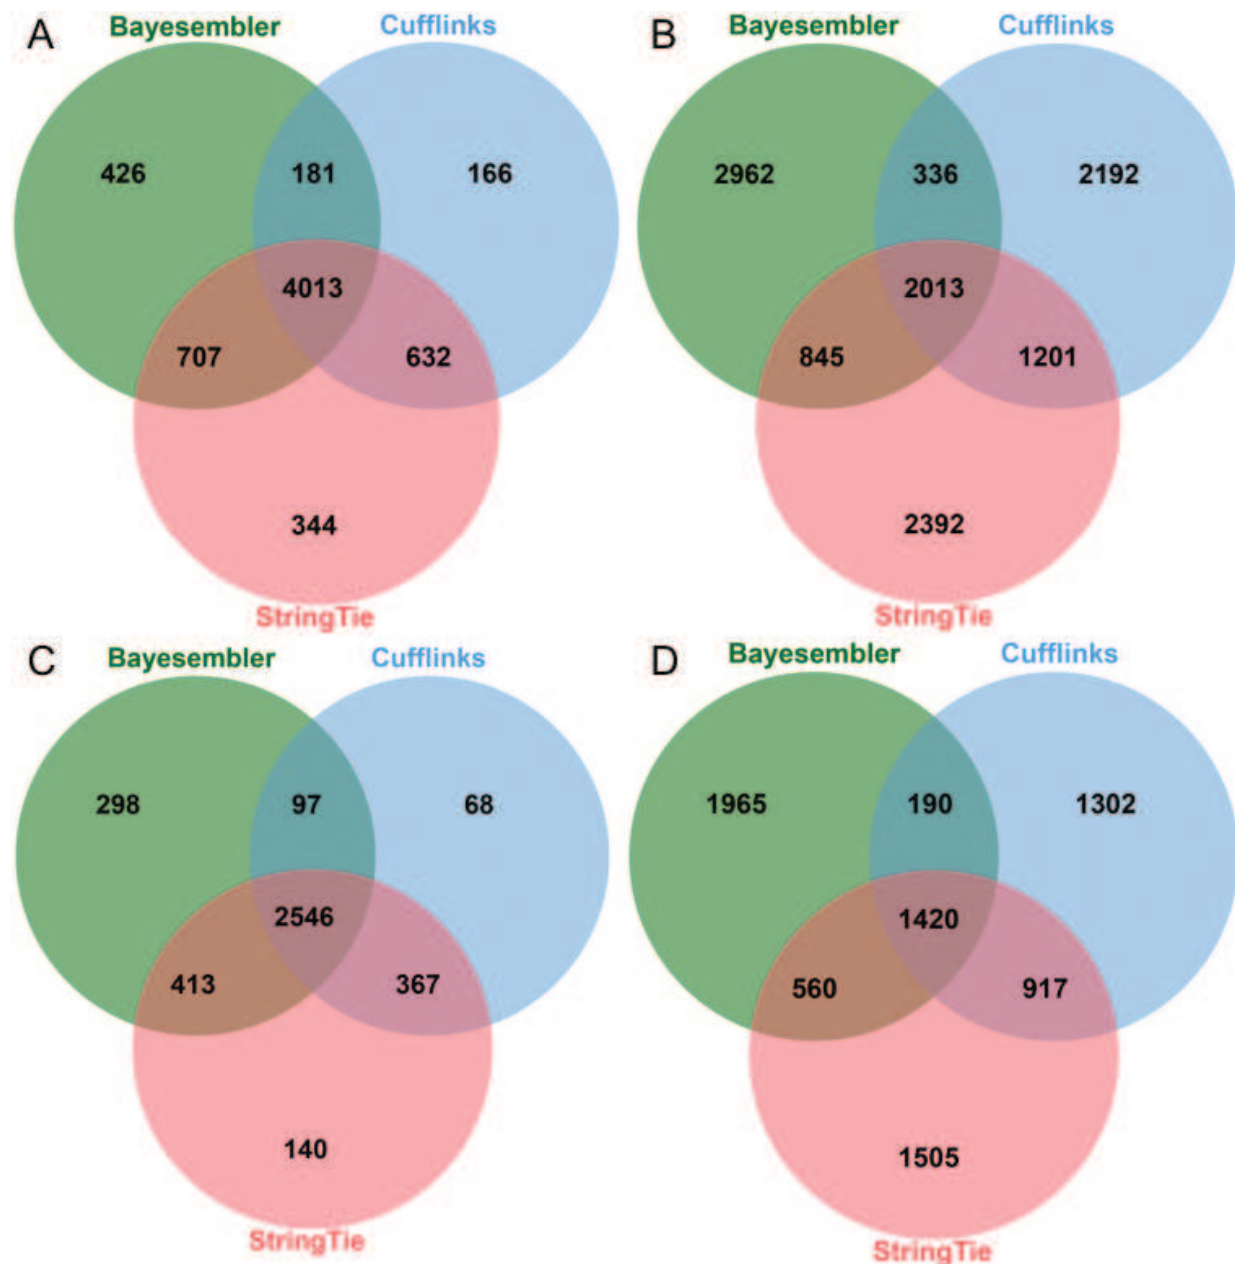 A Bayesembler Cufflinks
426 181 166
4013
707 632
344
StringTie
B Bayesembler Cufflinks
2962 336 2192
2013
845 1201
2392
StringTie
C Bayesembler Cufflinks
298 97 68
2546
413 367
140
StringTie
D Bayesembler Cufflinks
1965 190 1302
1420
560 917
1505
StringTie